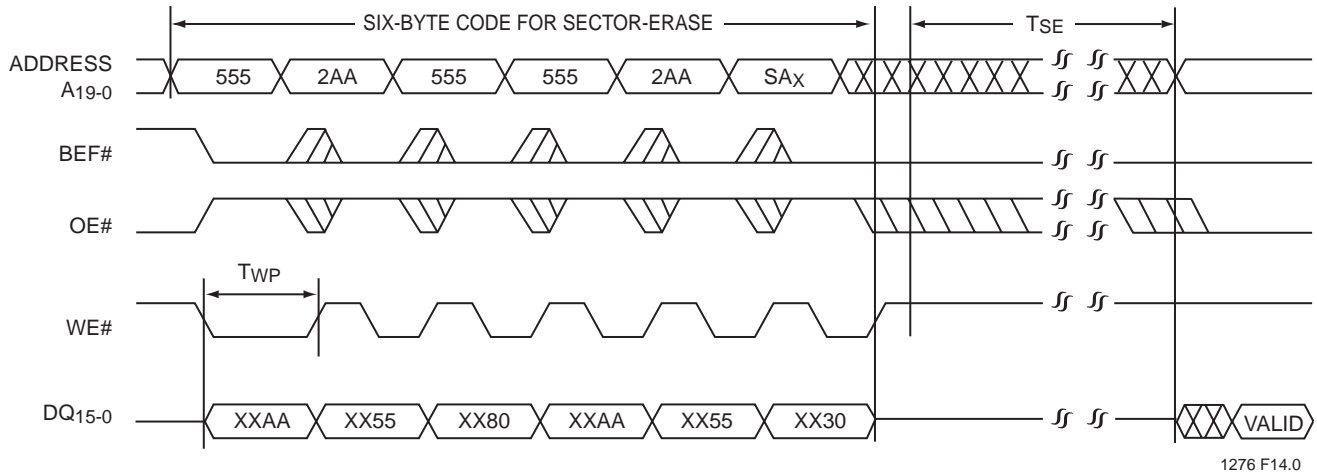 SIX-BYTE CODE FOR SECTOR-ERASE TSE
ADDRESS
A19-0
555 2AA 555 555 2AA SAX
BEF#
OE#
TWP
WE#
DQ15-0 XXAA XX55 XX80 XXAA XX55 XX30 VALID
1276 F14.0